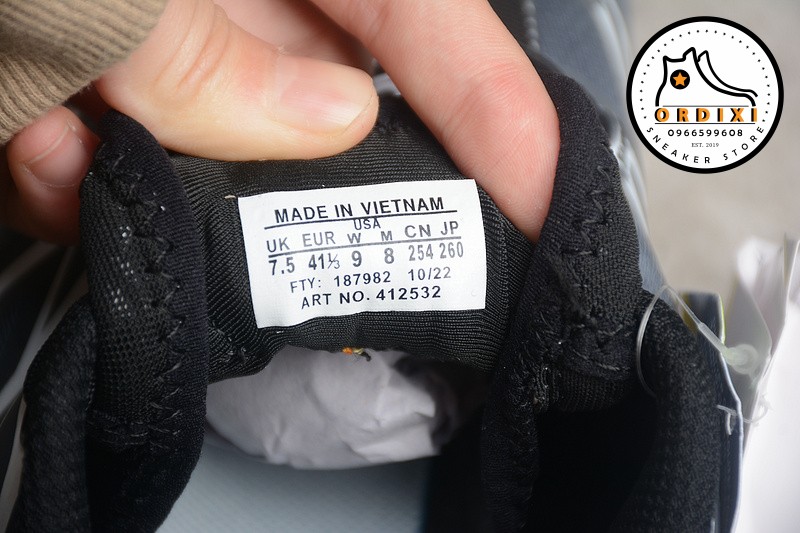 MADE IN VIETNAM
USA
UK EUR W M CN JP
7.5 41⅓ 9 8 254 260
FTY: 187982 10/22
ART NO. 412532
ORDIXI
0966599608
EST. 2019
SNEAKER STORE